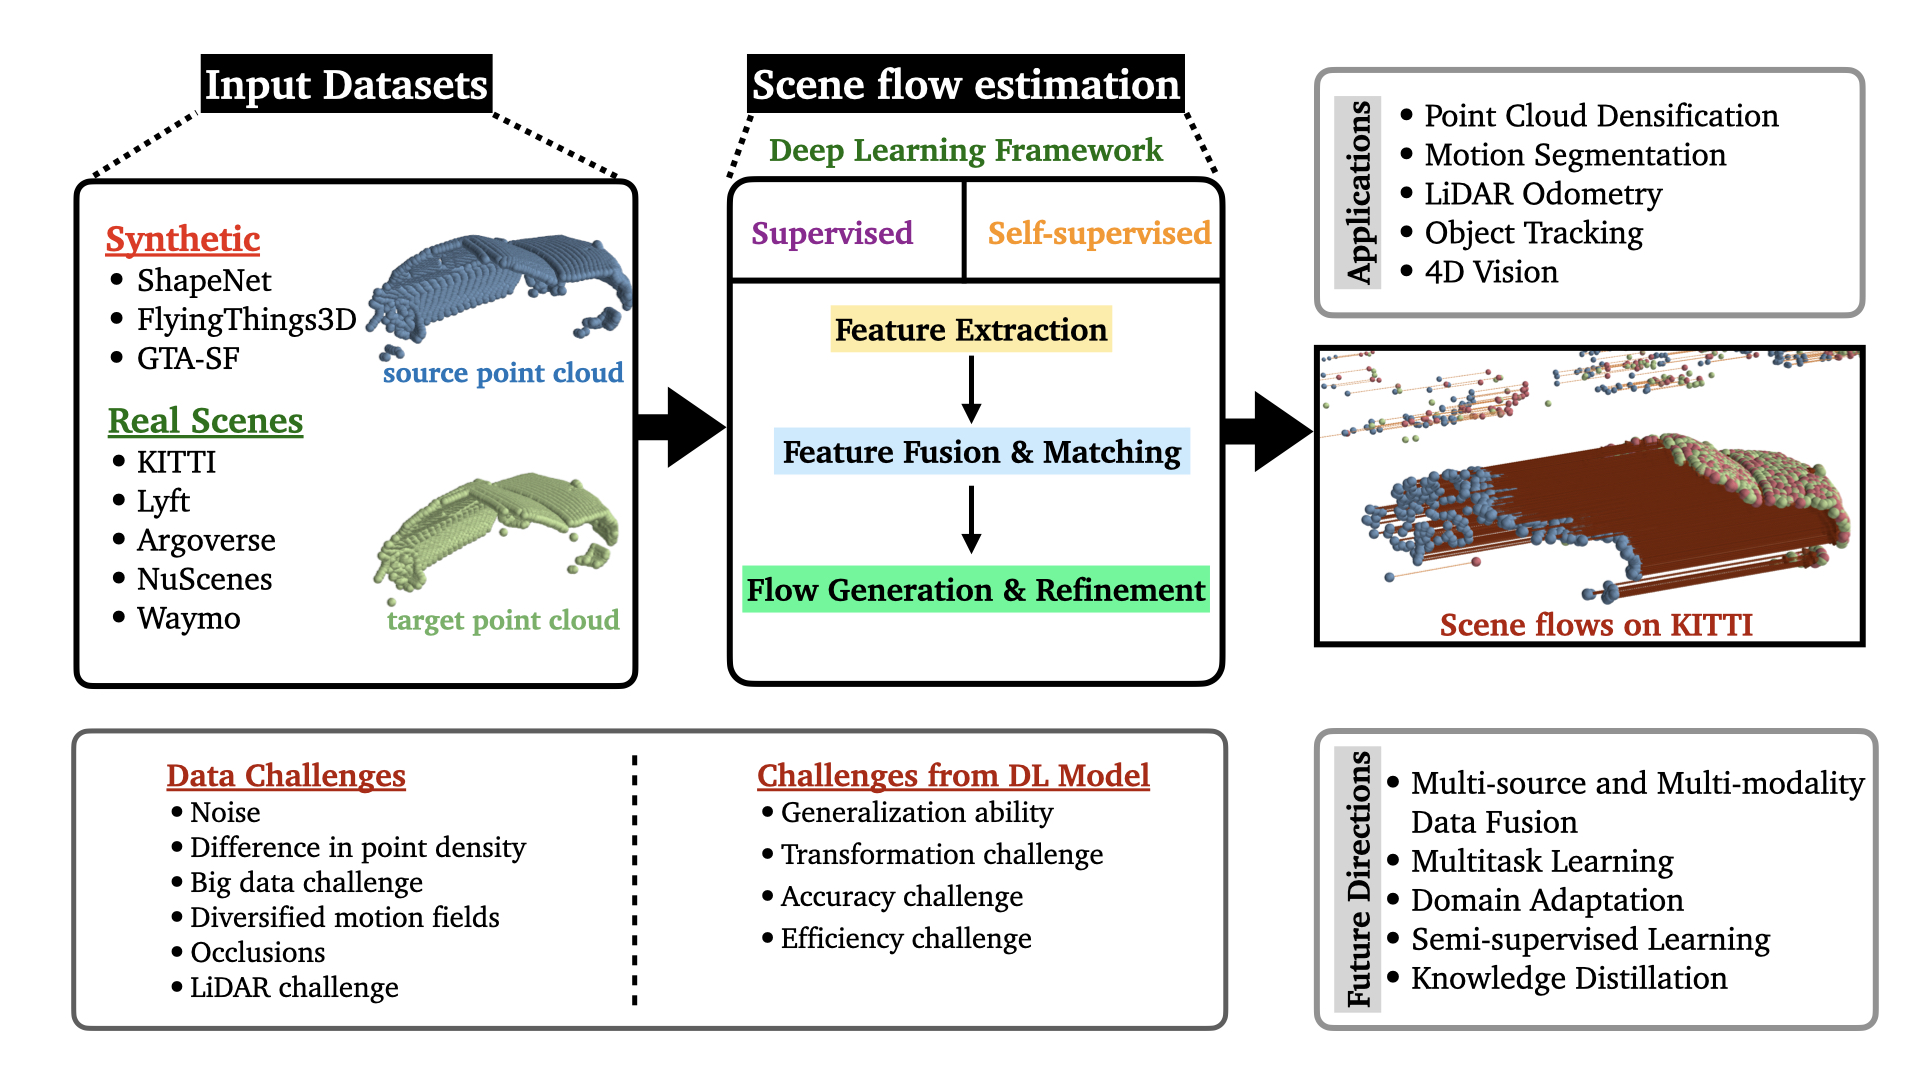 Input Datasets
Synthetic
• ShapeNet
• FlyingThings3D
• GTA-SF
source point cloud
Real Scenes
• KITTI
• Lyft
• Argoverse
• NuScenes
• Waymo
target point cloud
Scene flow estimation
Deep Learning Framework
Supervised
Self-supervised
Feature Extraction
Feature Fusion & Matching
Flow Generation & Refinement
Applications
• Point Cloud Densification
• Motion Segmentation
• LiDAR Odometry
• Object Tracking
• 4D Vision
Scene flows on KITTI
Data Challenges
• Noise
• Difference in point density
• Big data challenge
• Diversified motion fields
• Occlusions
• LiDAR challenge
Challenges from DL Model
• Generalization ability
• Transformation challenge
• Accuracy challenge
• Efficiency challenge
Future Directions
• Multi-source and Multi-modality
Data Fusion
• Multitask Learning
• Domain Adaptation
• Semi-supervised Learning
• Knowledge Distillation